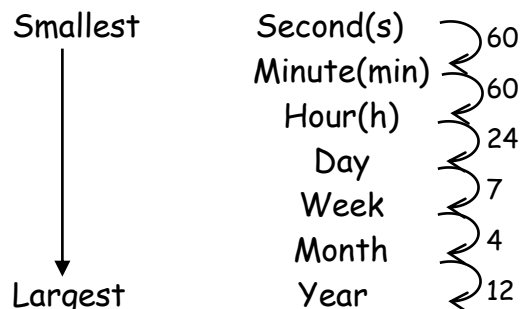 Smallest Second(s)
60
Minute(min)
60
Hour(h)
24
Day
7
Week
4
Month
12
Largest Year